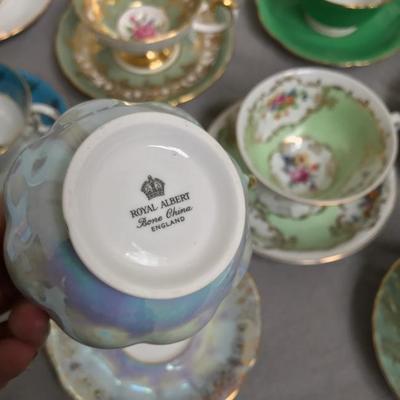 ROYAL ALBERT
Bone China
ENGLAND